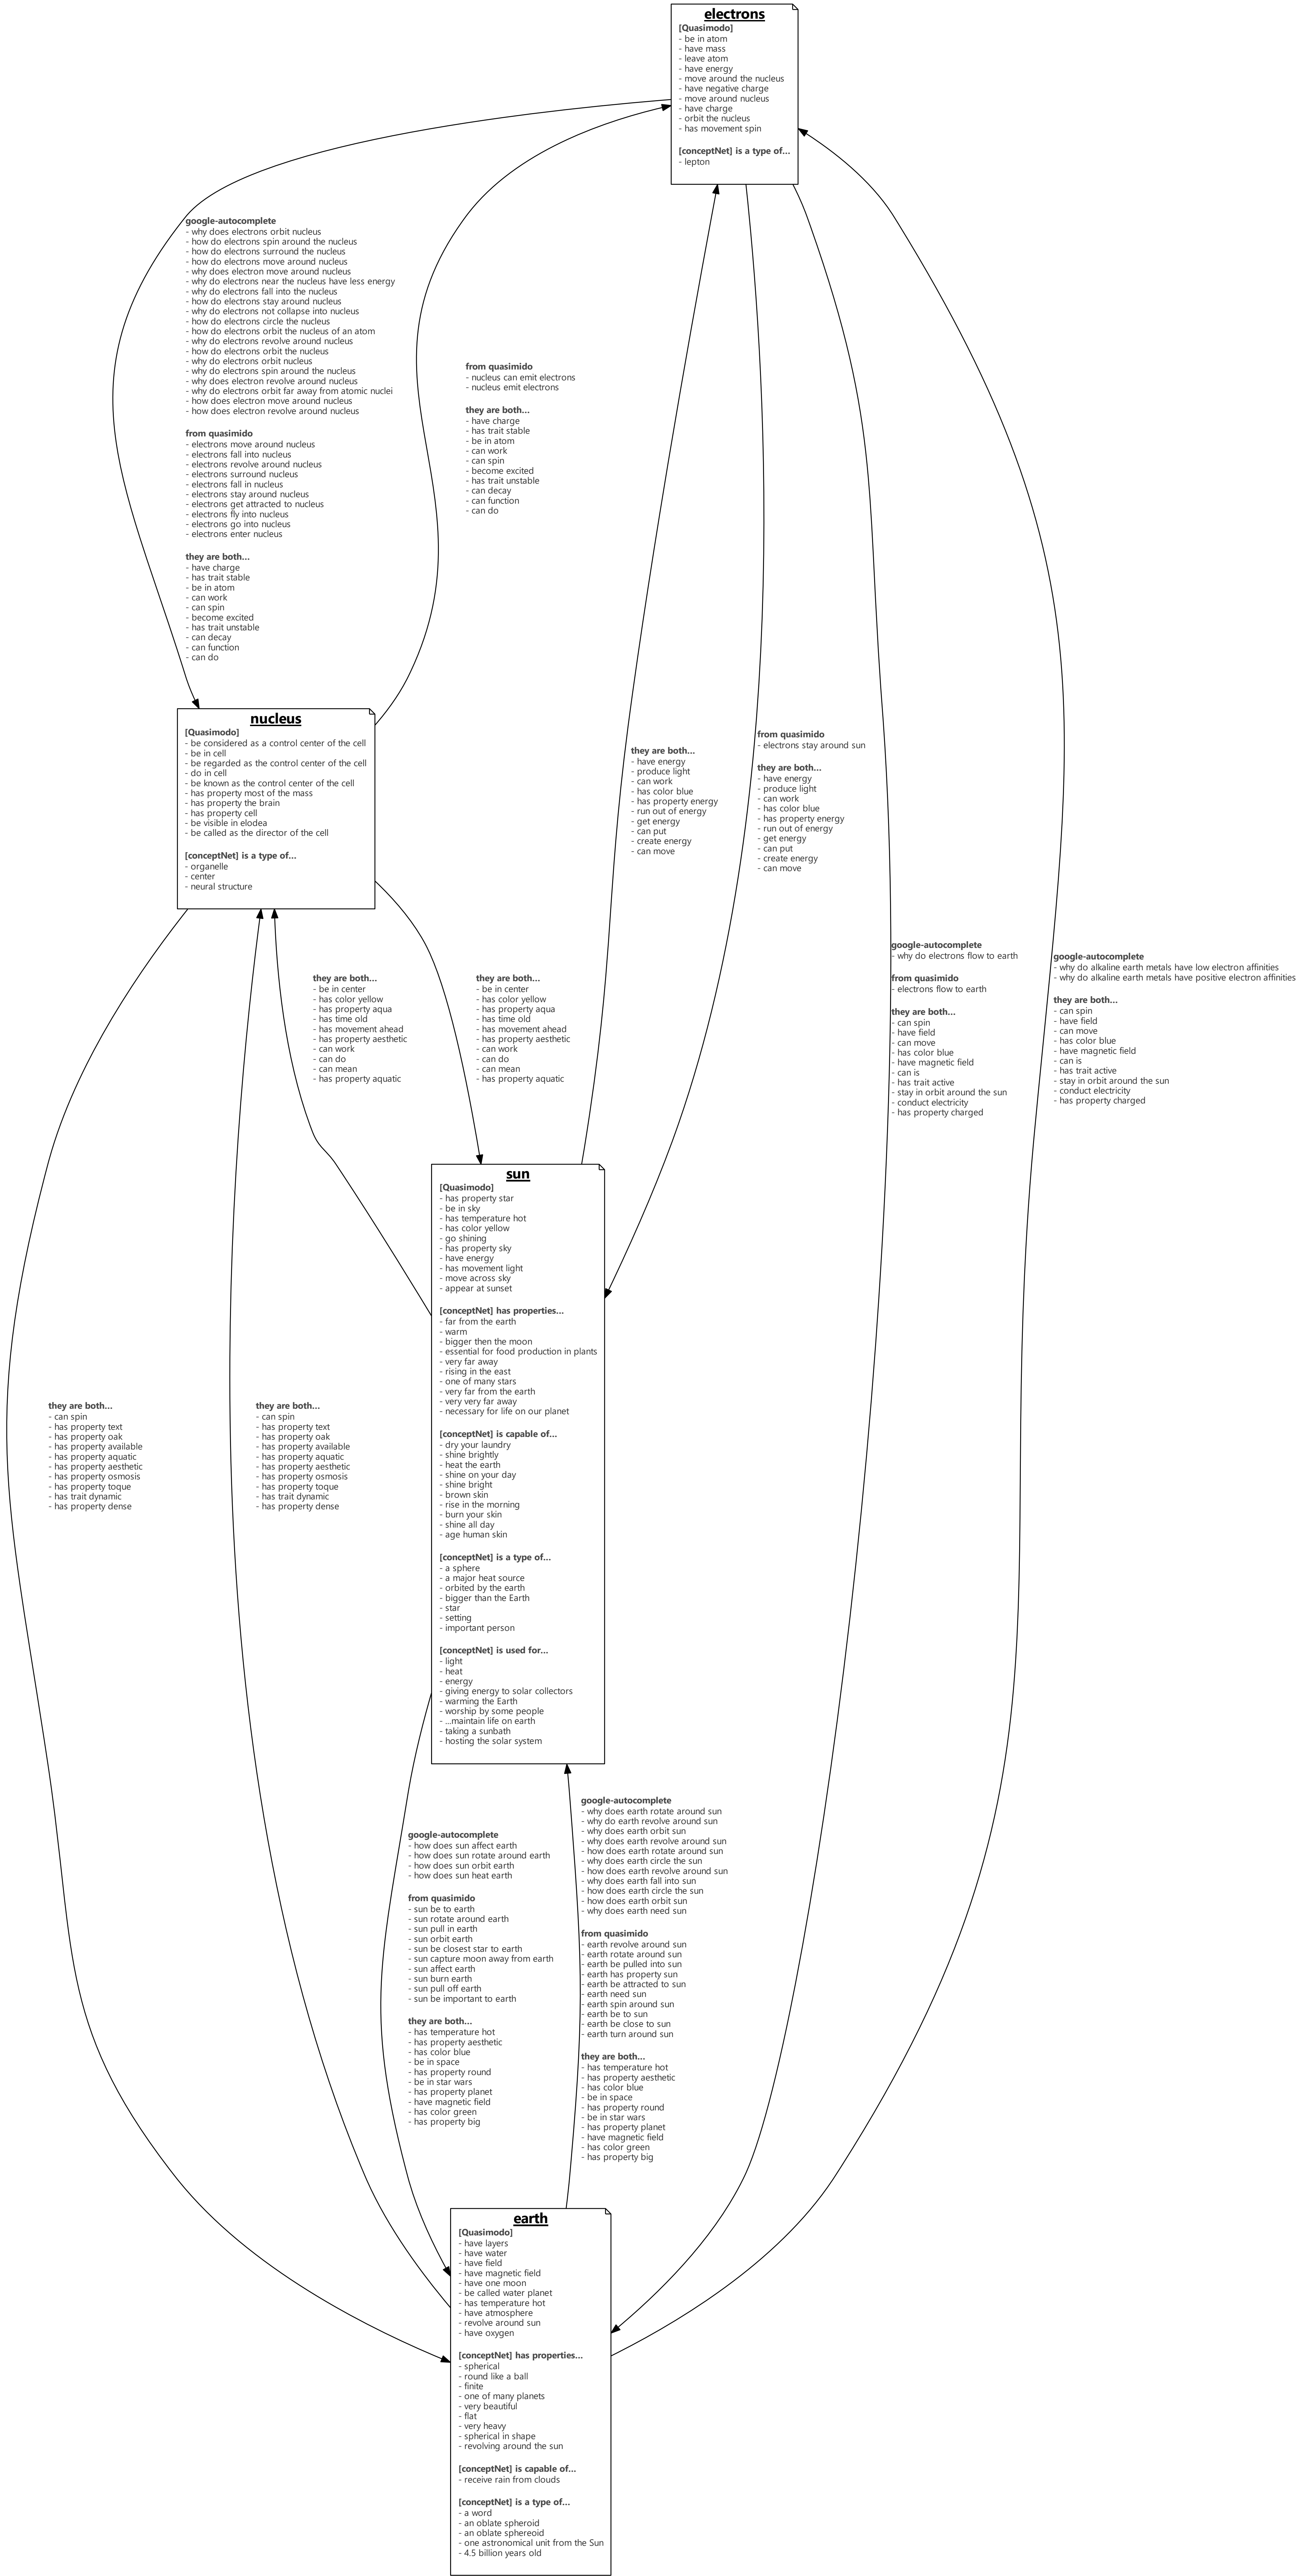 electrons
[Quasimodo]
- be in atom
- have mass
- leave atom
- have energy
- move around the nucleus
- have negative charge
- move around nucleus
- have charge
- orbit the nucleus
- has movement spin
[conceptNet] is a type of...
- lepton
google-autocomplete
- why does electrons orbit nucleus
- how do electrons spin around the nucleus
- how do electrons surround the nucleus
- how do electrons move around nucleus
- why does electron move around nucleus
- why do electrons near the nucleus have less energy
- why do electrons fall into the nucleus
- how do electrons stay around nucleus
- why do electrons not collapse into nucleus
- how do electrons circle the nucleus
- how do electrons orbit the nucleus of an atom
- why do electrons revolve around nucleus
- how do electrons orbit the nucleus
- why do electrons orbit nucleus
- why do electrons spin around the nucleus
- why does electron revolve around nucleus
- why do electrons orbit far away from atomic nuclei
- how does electron move around nucleus
- how does electron revolve around nucleus
from quasimido
- electrons move around nucleus
- electrons fall into nucleus
- electrons revolve around nucleus
- electrons surround nucleus
- electrons fall in nucleus
- electrons stay around nucleus
- electrons get attracted to nucleus
- electrons fly into nucleus
- electrons go into nucleus
- electrons enter nucleus
they are both...
- have charge
- has trait stable
- be in atom
- can work
- can spin
- become excited
- has trait unstable
- can decay
- can function
- can do
from quasimido
- nucleus can emit electrons
- nucleus emit electrons
they are both...
- have charge
- has trait stable
- be in atom
- can work
- can spin
- become excited
- has trait unstable
- can decay
- can function
- can do
nucleus
[Quasimodo]
- be considered as a control center of the cell
- be in cell
- be regarded as the control center of the cell
- do in cell
- be known as the control center of the cell
- has property most of the mass
- has property the brain
- has property cell
- be visible in elodea
- be called as the director of the cell
[conceptNet] is a type of...
- organelle
- center
- neural structure
they are both...
- have energy
- produce light
- can work
- has color blue
- has property energy
- run out of energy
- get energy
- can put
- create energy
- can move
from quasimido
- electrons stay around sun
they are both...
- have energy
- produce light
- can work
- has color blue
- has property energy
- run out of energy
- get energy
- can put
- create energy
- can move
google-autocomplete
- why do electrons flow to earth
from quasimido
- electrons flow to earth
they are both...
- can spin
- have field
- can move
- has color blue
- have magnetic field
- can is
- has trait active
- stay in orbit around the sun
- conduct electricity
- has property charged
google-autocomplete
- why do alkaline earth metals have low electron affinities
- why do alkaline earth metals have positive electron affinities
they are both...
- can spin
- have field
- can move
- has color blue
- have magnetic field
- can is
- has trait active
- stay in orbit around the sun
- conduct electricity
- has property charged
they are both...
- be in center
- has color yellow
- has property aqua
- has time old
- has movement ahead
- has property aesthetic
- can work
- can do
- can mean
- has property aquatic
they are both...
- be in center
- has color yellow
- has property aqua
- has time old
- has movement ahead
- has property aesthetic
- can work
- can do
- can mean
- has property aquatic
sun
[Quasimodo]
- has property star
- be in sky
- has temperature hot
- has color yellow
- go shining
- has property sky
- have energy
- has movement light
- move across sky
- appear at sunset
[conceptNet] has properties...
- far from the earth
- warm
- bigger then the moon
- essential for food production in plants
- very far away
- rising in the east
- one of many stars
- very far from the earth
- very very far away
- necessary for life on our planet
[conceptNet] is capable of...
- dry your laundry
- shine brightly
- heat the earth
- shine on your day
- shine bright
- brown skin
- rise in the morning
- burn your skin
- shine all day
- age human skin
[conceptNet] is a type of...
- a sphere
- a major heat source
- orbited by the earth
- bigger than the Earth
- star
- setting
- important person
[conceptNet] is used for...
- light
- heat
- energy
- giving energy to solar collectors
- warming the Earth
- worship by some people
- ...maintain life on earth
- taking a sunbath
- hosting the solar system
they are both...
- can spin
- has property text
- has property oak
- has property available
- has property aquatic
- has property aesthetic
- has property osmosis
- has property toque
- has trait dynamic
- has property dense
they are both...
- can spin
- has property text
- has property oak
- has property available
- has property aquatic
- has property aesthetic
- has property osmosis
- has property toque
- has trait dynamic
- has property dense
google-autocomplete
- how does sun affect earth
- how does sun rotate around earth
- how does sun orbit earth
- how does sun heat earth
from quasimido
- sun be to earth
- sun rotate around earth
- sun pull in earth
- sun orbit earth
- sun be closest star to earth
- sun capture moon away from earth
- sun affect earth
- sun burn earth
- sun pull off earth
- sun be important to earth
they are both...
- has temperature hot
- has property aesthetic
- has color blue
- be in space
- has property round
- be in star wars
- has property planet
- have magnetic field
- has color green
- has property big
google-autocomplete
- why does earth rotate around sun
- why do earth revolve around sun
- why does earth orbit sun
- why does earth revolve around sun
- how does earth rotate around sun
- why does earth circle the sun
- how does earth revolve around sun
- why does earth fall into sun
- how does earth circle the sun
- how does earth orbit sun
- why does earth need sun
from quasimido
- earth revolve around sun
- earth rotate around sun
- earth be pulled into sun
- earth has property sun
- earth be attracted to sun
- earth need sun
- earth spin around sun
- earth be to sun
- earth be close to sun
- earth turn around sun
they are both...
- has temperature hot
- has property aesthetic
- has color blue
- be in space
- has property round
- be in star wars
- has property planet
- have magnetic field
- has color green
- has property big
earth
[Quasimodo]
- have layers
- have water
- have field
- have magnetic field
- have one moon
- be called water planet
- has temperature hot
- have atmosphere
- revolve around sun
- have oxygen
[conceptNet] has properties...
- spherical
- round like a ball
- finite
- one of many planets
- very beautiful
- flat
- very heavy
- spherical in shape
- revolving around the sun
[conceptNet] is capable of...
- receive rain from clouds
[conceptNet] is a type of...
- a word
- an oblate spheroid
- an oblate sphereoid
- one astronomical unit from the Sun
- 4.5 billion years old